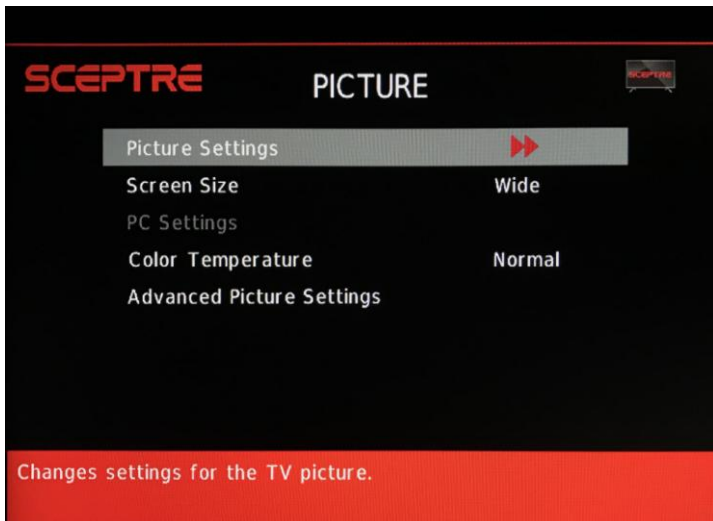 SCEPTRE
PICTURE
SCEPTRE
Picture Settings
Screen Size Wide
PC Settings
Color Temperature Normal
Advanced Picture Settings
Changes settings for the TV picture.